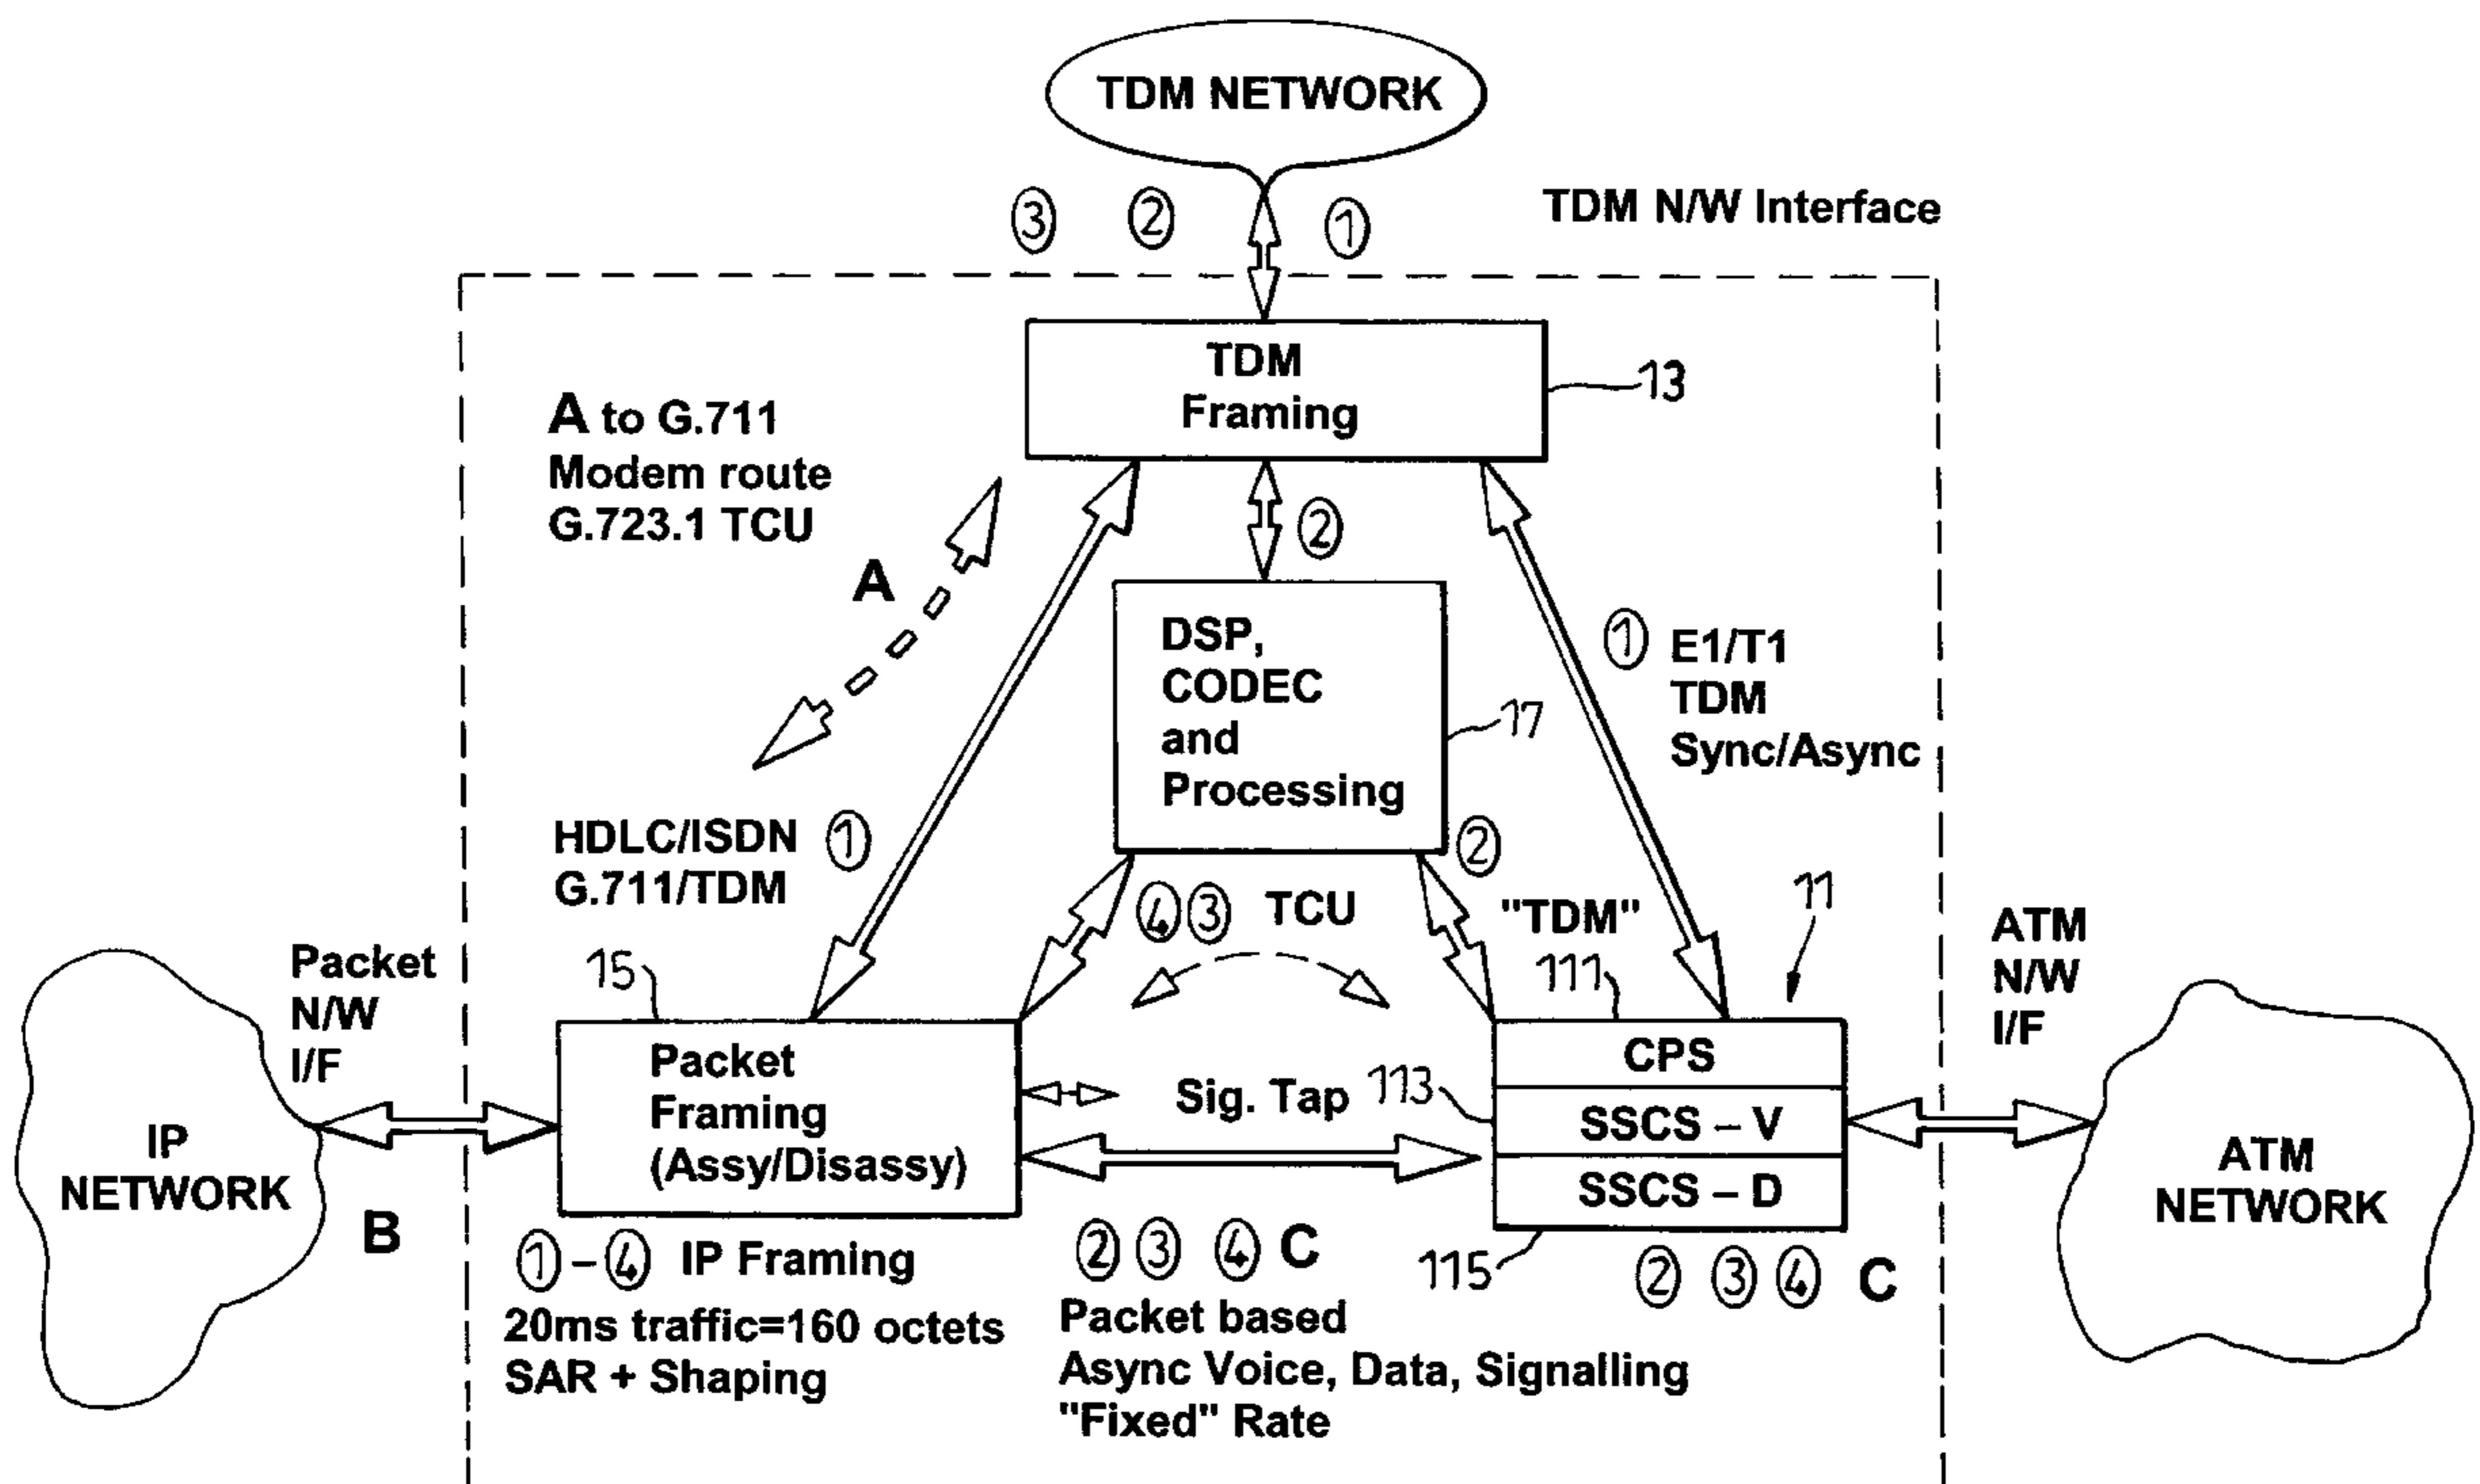 TDM NETWORK
③ ② ①
TDM N/W Interface
TDM
Framing
13
A to G.711
Modem route
G.723.1 TCU
A
②
DSP,
CODEC
and
Processing
17
① E1/T1
TDM
Sync/Async
HDLC/ISDN ①
G.711/TDM
②
④ ③ TCU
"TDM"
11
Packet
N/W
I/F
15
111
ATM
N/W
I/F
Packet
Framing
(Assy/Disassy)
Sig. Tap
113
CPS
SSCS – V
SSCS – D
115
IP
NETWORK
B
ATM
NETWORK
①–④ IP Framing
20ms traffic=160 octets
SAR + Shaping
② ③ ④ C
Packet based
Async Voice, Data, Signalling
"Fixed" Rate
② ③ ④ C